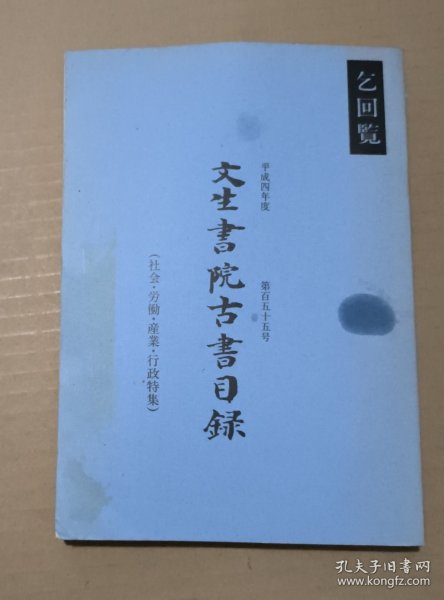 乞回覧
平成四年度　第百五十五号
文生書院古書目録
(社会・労働・産業・行政特集)
孔夫子旧书网
www.kongfz.com